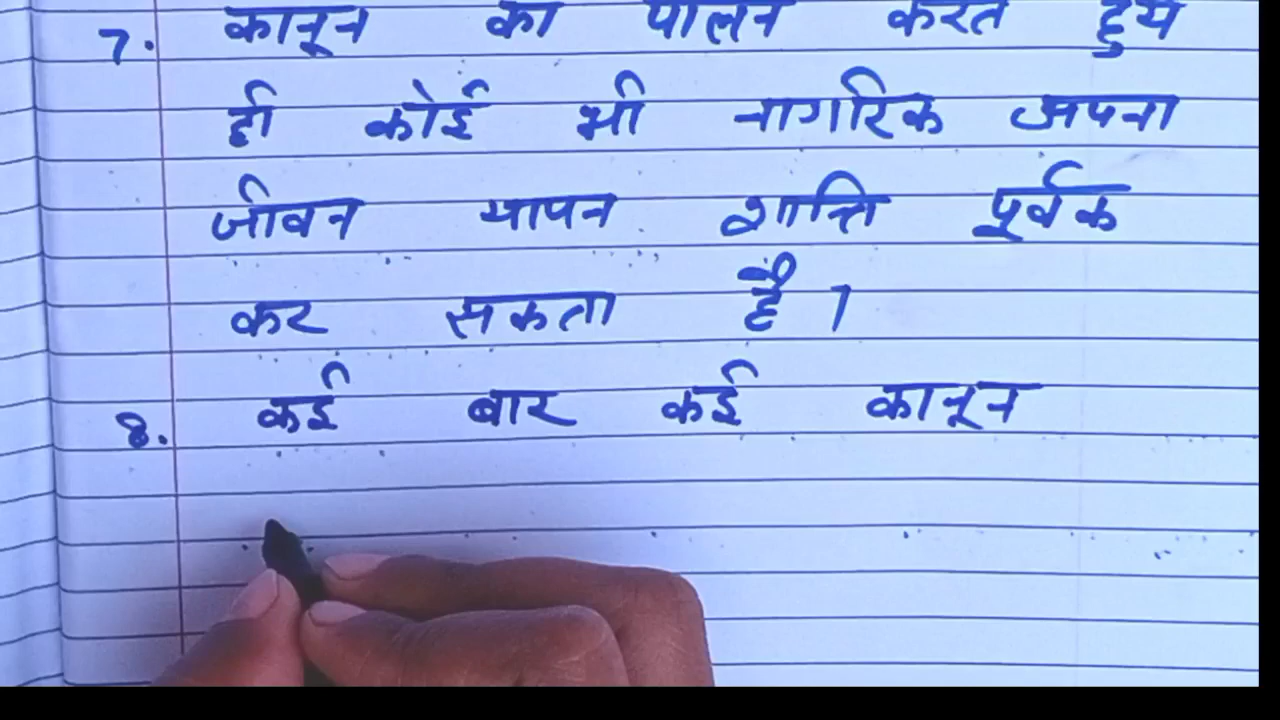 7. कानून का पालन करते हुये
ही कोई भी नागरिक अपना
जीवन यापन शान्ति पूर्वक
कर सकता है।
8. कई बार कई कानून